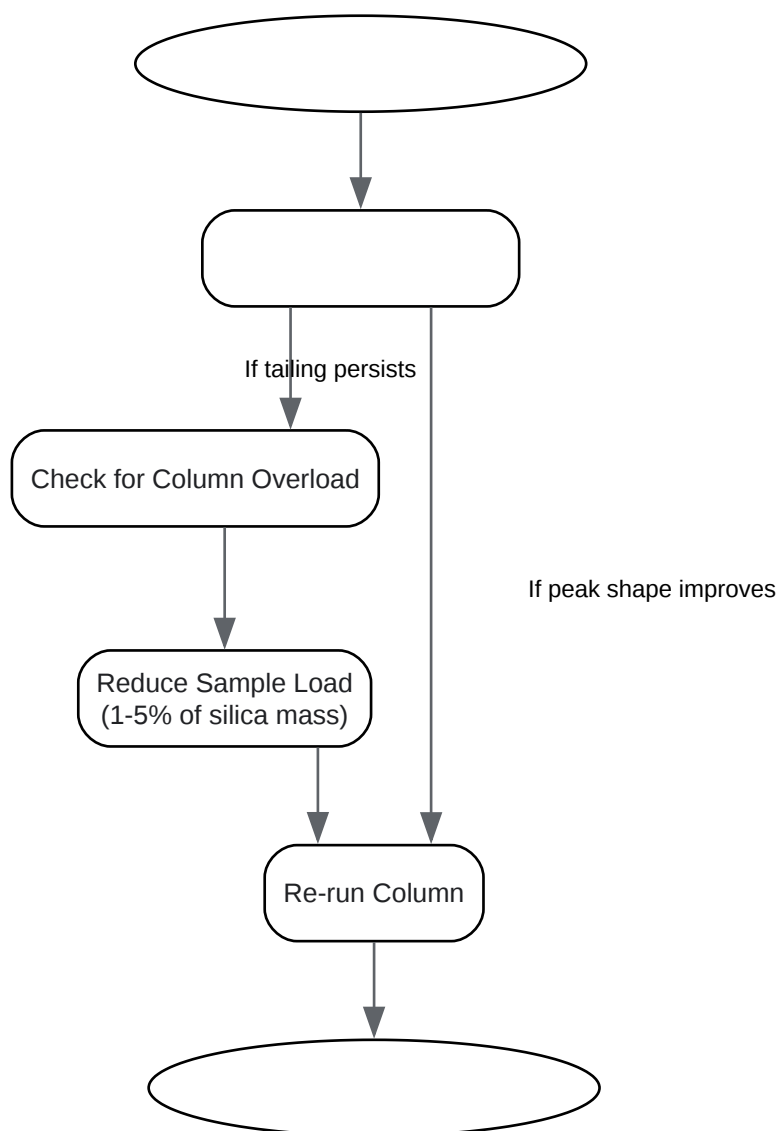 If tailing persists
Check for Column Overload
If peak shape improves
Reduce Sample Load
(1-5% of silica mass)
Re-run Column